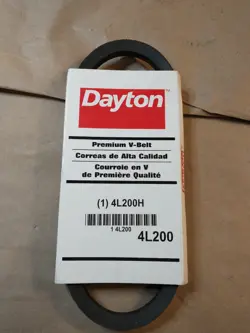 Dayton
Premium V-Belt
Correas de Alta Calidad
Courroie en V
de Première Qualité
(1) 4L200H
1 4L200
4L200